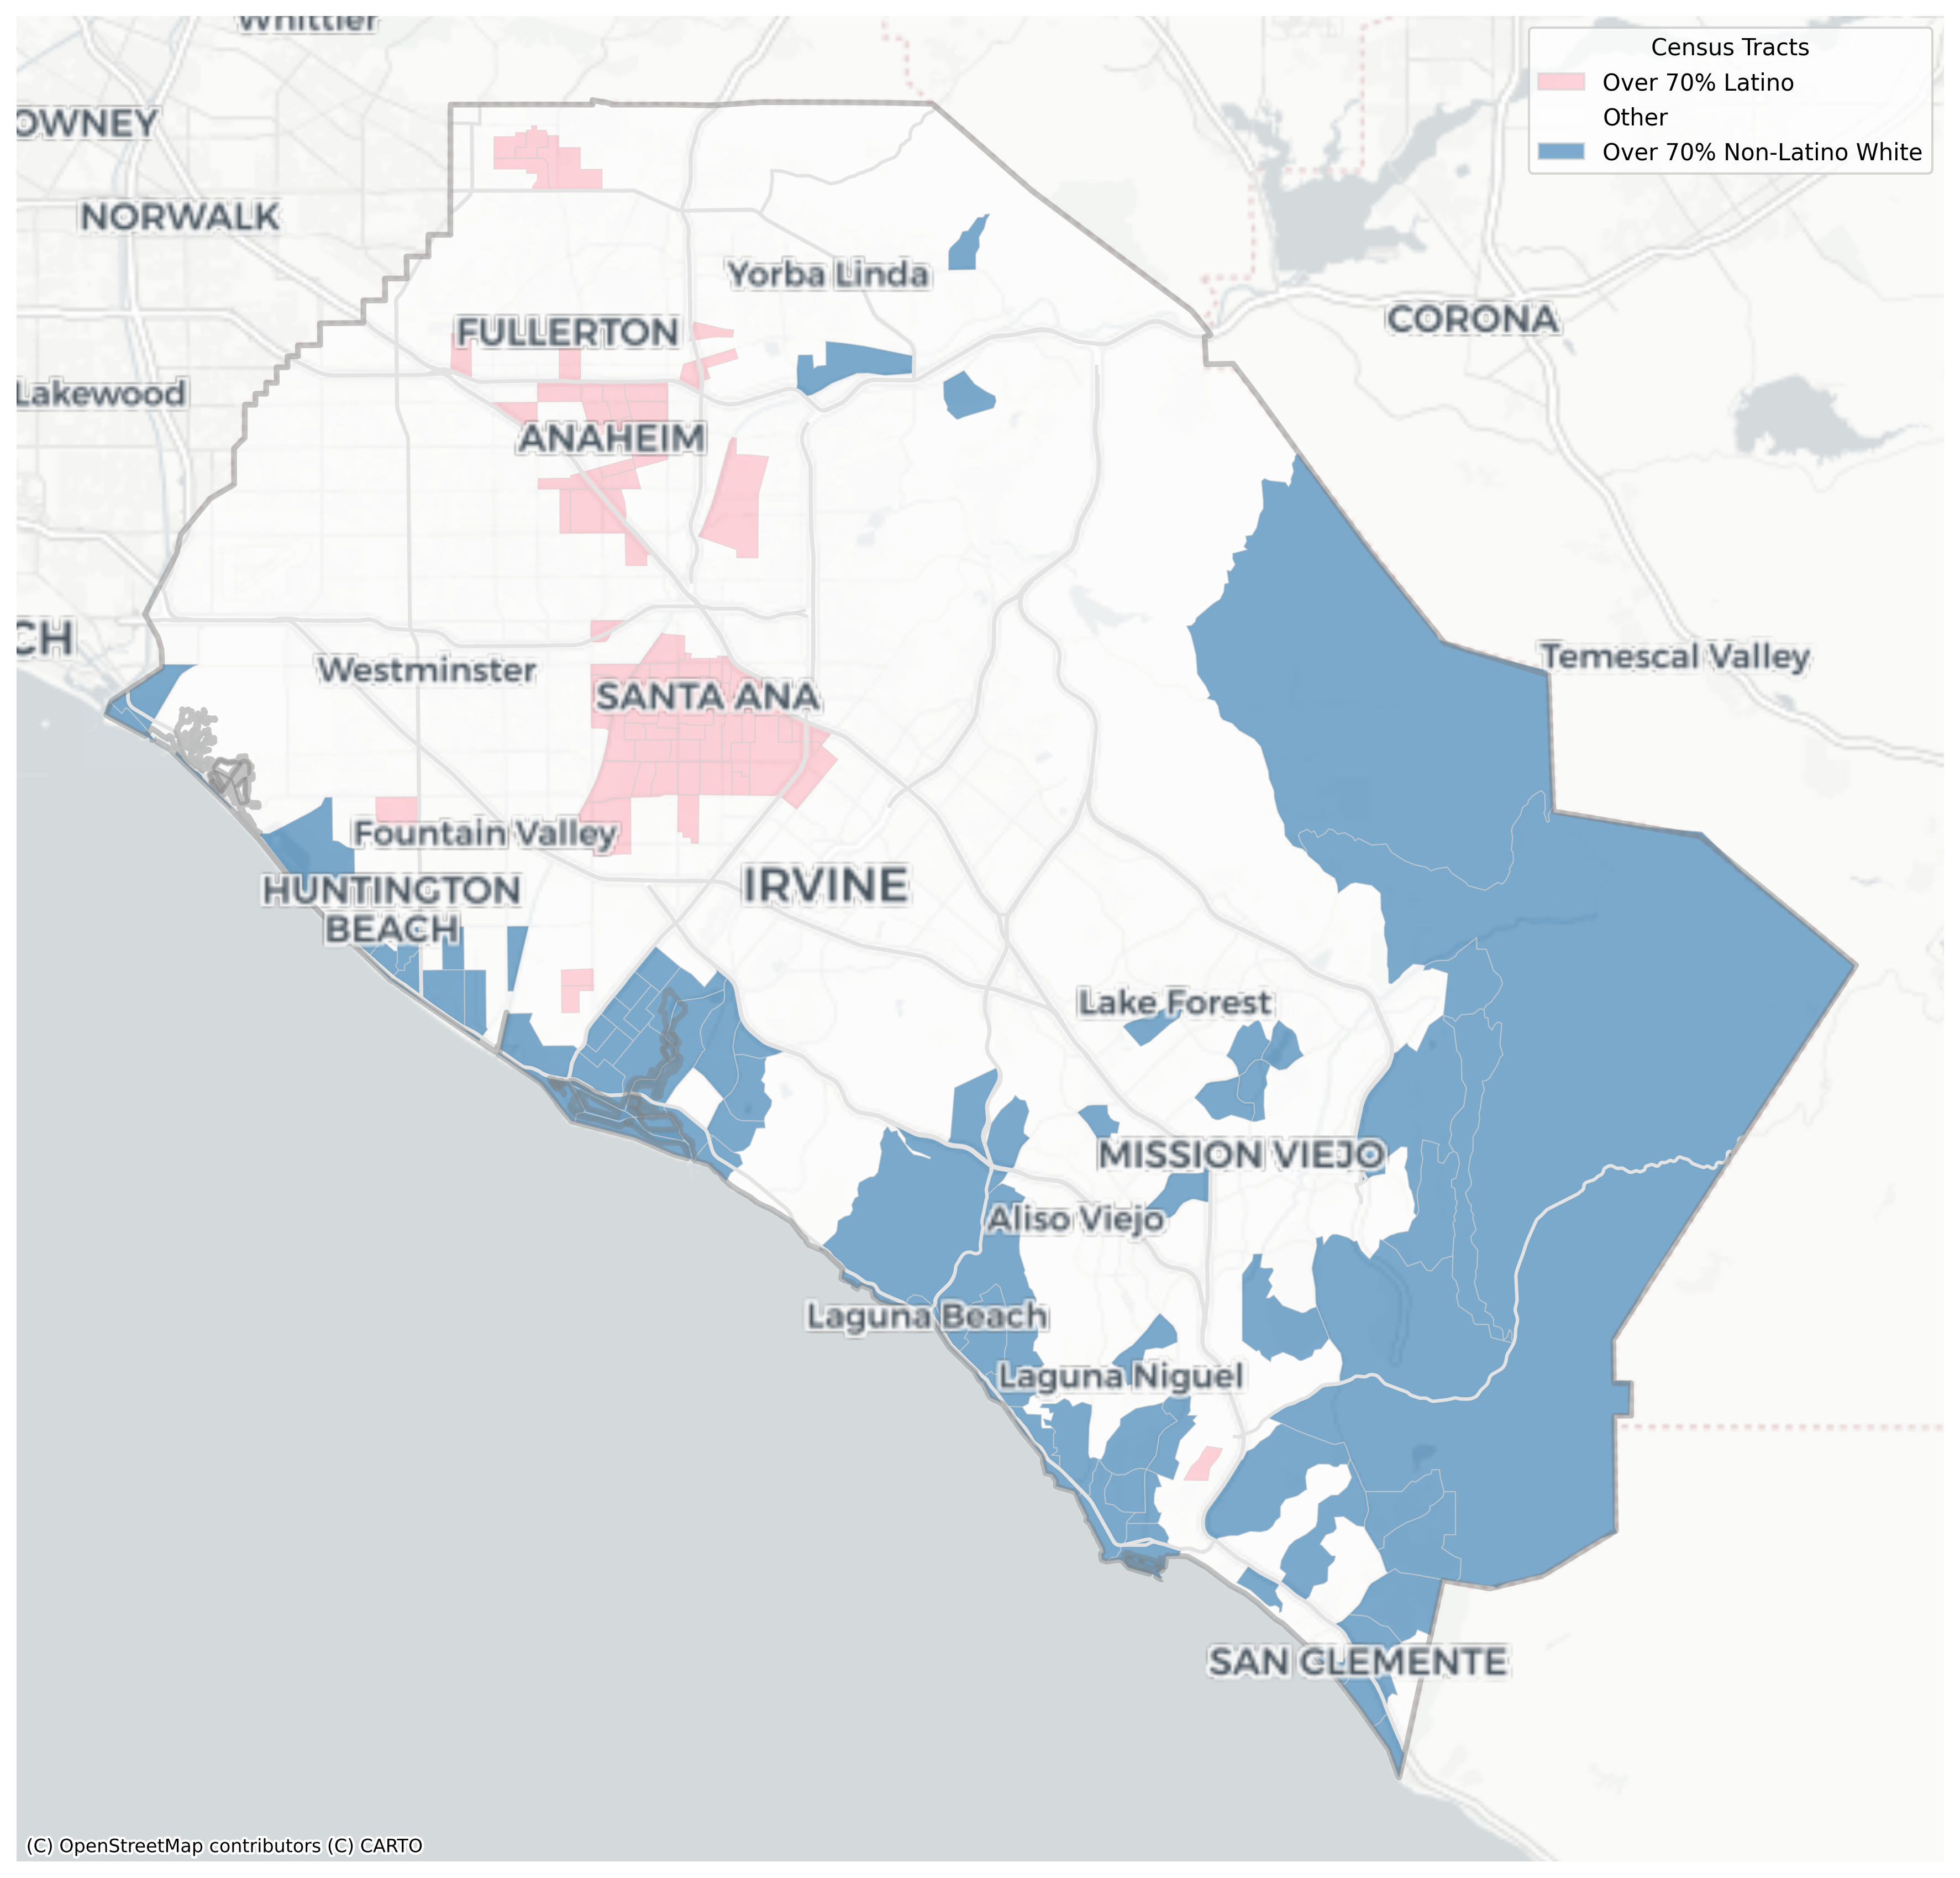 Whittier
Census Tracts
Over 70% Latino
Other
Over 70% Non-Latino White
OWNEY
NORWALK
Yorba Linda
CORONA
FULLERTON
Lakewood
ANAHEIM
CH
Temescal Valley
Westminster
SANTA ANA
Fountain Valley
IRVINE
HUNTINGTON
BEACH
Lake Forest
MISSION VIEJO
Aliso Viejo
Laguna Beach
Laguna Niguel
SAN CLEMENTE
(C) OpenStreetMap contributors (C) CARTO